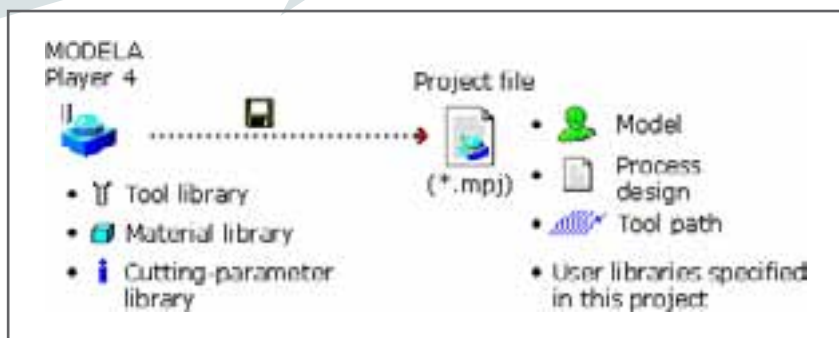 MODELA
Player 4
Project file
(*.mpj)
• Tool library
• Material library
• Cutting-parameter
library
• Model
• Process
design
• Tool path
• User libraries specified
in this project